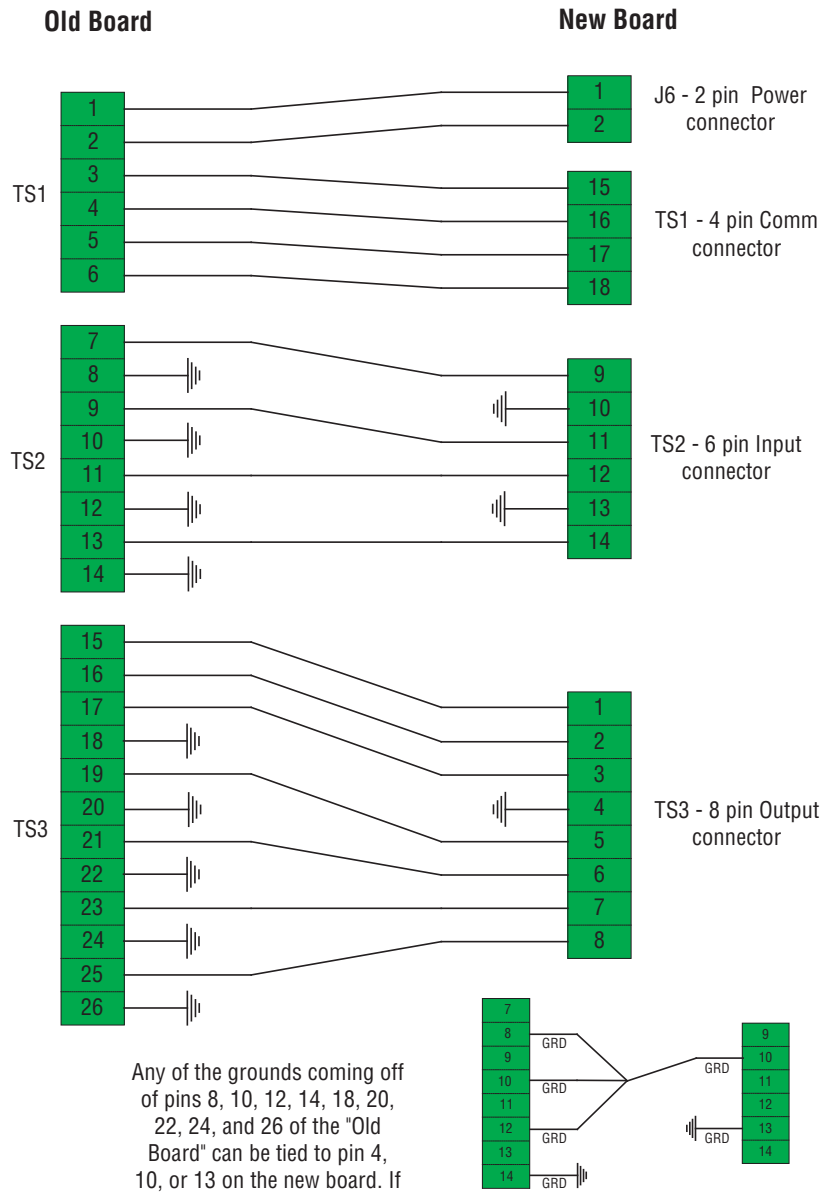 Old Board
New Board
TS1
1
2
3
4
5
6
1
2
J6 - 2 pin Power
connector
15
16
17
18
TS1 - 4 pin Comm
connector
TS2
7
8
9
10
11
12
13
14
9
10
11
12
13
14
TS2 - 6 pin Input
connector
TS3
15
16
17
18
19
20
21
22
23
24
25
26
1
2
3
4
5
6
7
8
TS3 - 8 pin Output
connector
Any of the grounds coming off
of pins 8, 10, 12, 14, 18, 20,
22, 24, and 26 of the "Old
Board" can be tied to pin 4,
10, or 13 on the new board. If
7
8
9
10
11
12
13
14
GRD
GRD
GRD
GRD
GRD
GRD
9
10
11
12
13
14